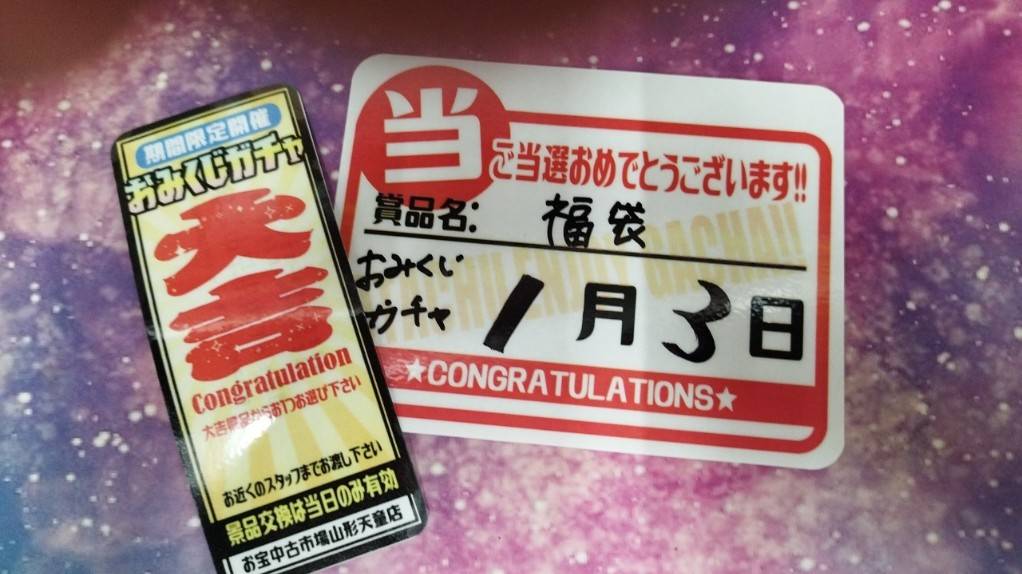 期間限定開催
おみくじガチャ
大吉
Congratulation
大吉景品からお1つお選び下さい
お近くのスタッフまでお渡し下さい
景品交換は当日のみ有効
お宝中古市場山形天童店
当
ご当選おめでとうございます!!
賞品名: 福袋
おみくじ
ガチャ
1月3日
★CONGRATULATIONS★